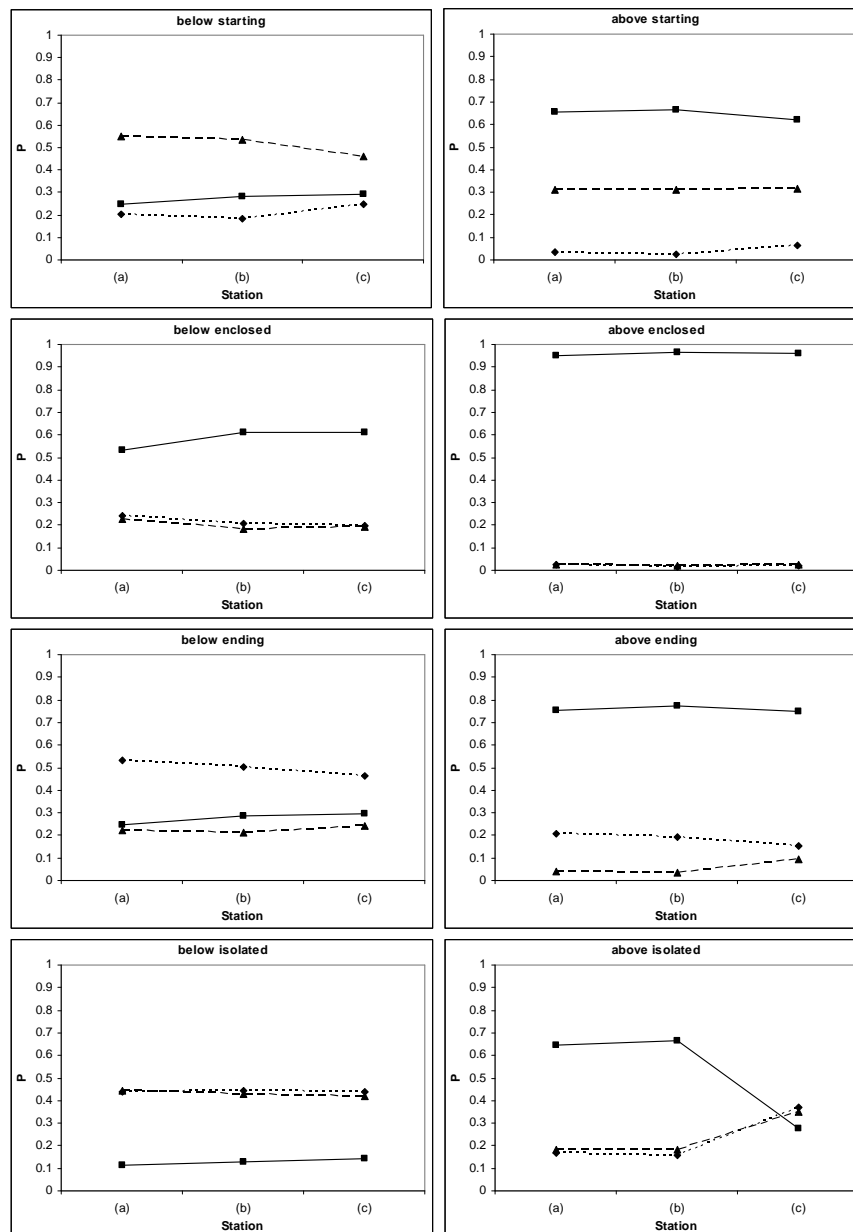 below starting
1
0.9
0.8
0.7
0.6
0.5
0.4
0.3
0.2
0.1
0
P
(a) (b) (c)
Station
above starting
1
0.9
0.8
0.7
0.6
0.5
0.4
0.3
0.2
0.1
0
P
(a) (b) (c)
Station
below enclosed
1
0.9
0.8
0.7
0.6
0.5
0.4
0.3
0.2
0.1
0
P
(a) (b) (c)
Station
above enclosed
1
0.9
0.8
0.7
0.6
0.5
0.4
0.3
0.2
0.1
0
P
(a) (b) (c)
Station
below ending
1
0.9
0.8
0.7
0.6
0.5
0.4
0.3
0.2
0.1
0
P
(a) (b) (c)
Station
above ending
1
0.9
0.8
0.7
0.6
0.5
0.4
0.3
0.2
0.1
0
P
(a) (b) (c)
Station
below isolated
1
0.9
0.8
0.7
0.6
0.5
0.4
0.3
0.2
0.1
0
P
(a) (b) (c)
Station
above isolated
1
0.9
0.8
0.7
0.6
0.5
0.4
0.3
0.2
0.1
0
P
(a) (b) (c)
Station